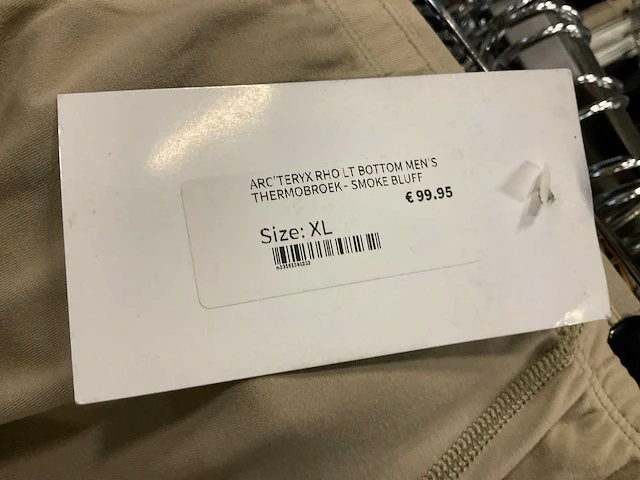 ARC'TERYX RHO LT BOTTOM MEN'S
THERMOBROEK - SMOKE BLUFF
€ 99.95
Size: XL